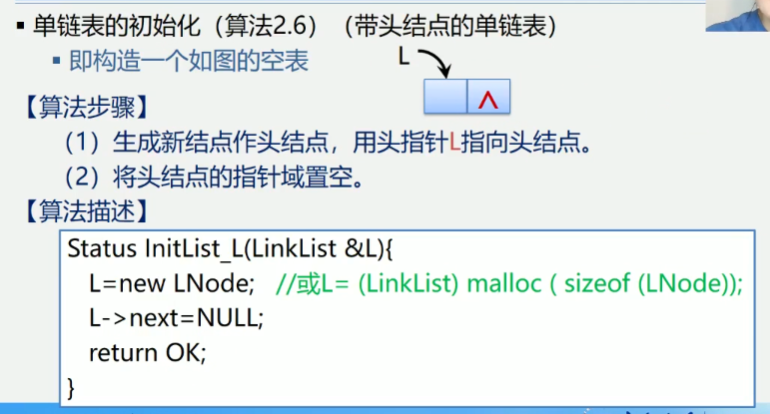 ▪ 单链表的初始化（算法2.6）（带头结点的单链表）
▪ 即构造一个如图的空表
L
∧
【算法步骤】
（1）生成新结点作头结点，用头指针L指向头结点。
（2）将头结点的指针域置空。
【算法描述】
Status InitList_L(LinkList &L){
L=new LNode; //或L= (LinkList) malloc ( sizeof (LNode));
L->next=NULL;
return OK;
}